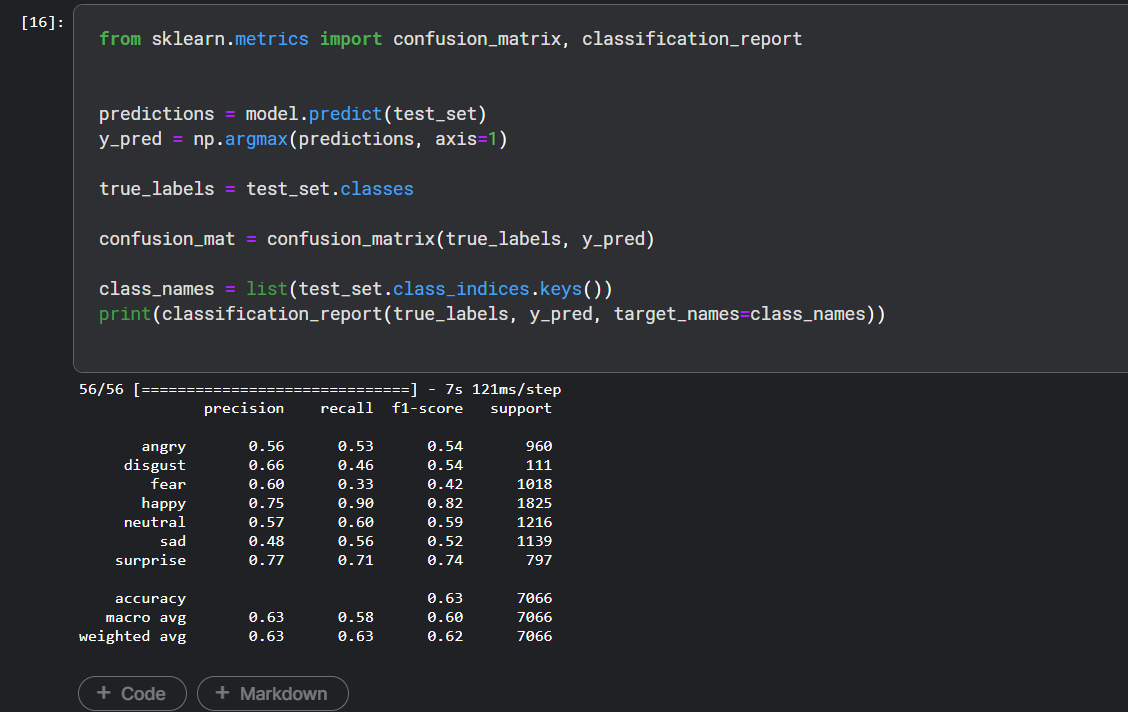 [16]:
from sklearn.metrics import confusion_matrix, classification_report
predictions = model.predict(test_set)
y_pred = np.argmax(predictions, axis=1)
true_labels = test_set.classes
confusion_mat = confusion_matrix(true_labels, y_pred)
class_names = list(test_set.class_indices.keys())
print(classification_report(true_labels, y_pred, target_names=class_names))
56/56 [==============================] - 7s 121ms/step
precision recall f1-score support
angry 0.56 0.53 0.54 960
disgust 0.66 0.46 0.54 111
fear 0.60 0.33 0.42 1018
happy 0.75 0.90 0.82 1825
neutral 0.57 0.60 0.59 1216
sad 0.48 0.56 0.52 1139
surprise 0.77 0.71 0.74 797
accuracy 0.63 7066
macro avg 0.63 0.58 0.60 7066
weighted avg 0.63 0.63 0.62 7066
+ Code + Markdown